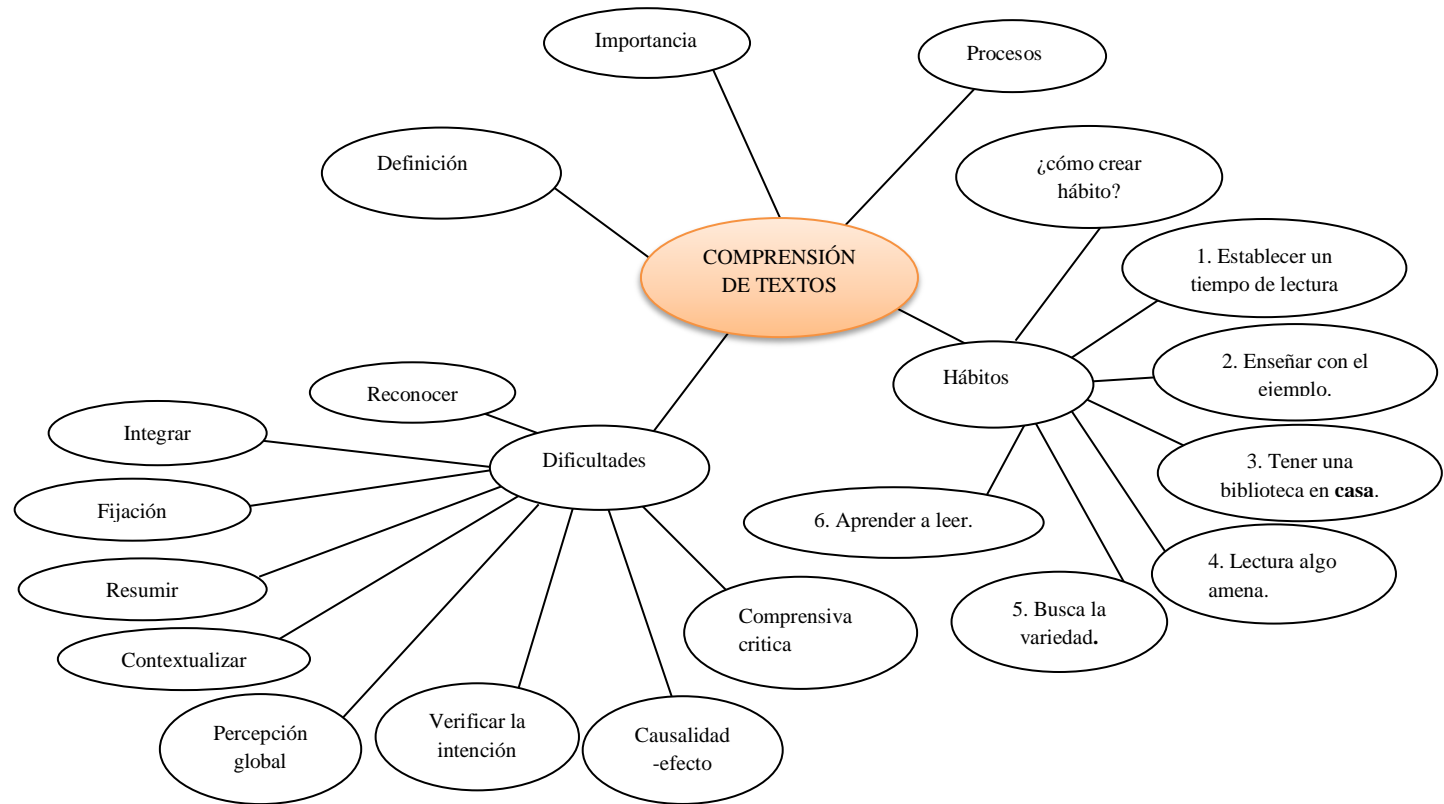 Importancia
Procesos
Definición
¿cómo crear
hábito?
COMPRENSIÓN
DE TEXTOS
1. Establecer un
tiempo de lectura
2. Enseñar con el
ejemplo.
Hábitos
3. Tener una
biblioteca en casa.
4. Lectura algo
amena.
5. Busca la
variedad.
6. Aprender a leer.
Reconocer
Dificultades
Integrar
Fijación
Resumir
Contextualizar
Percepción
global
Verificar la
intención
Causalidad
-efecto
Comprensiva
critica